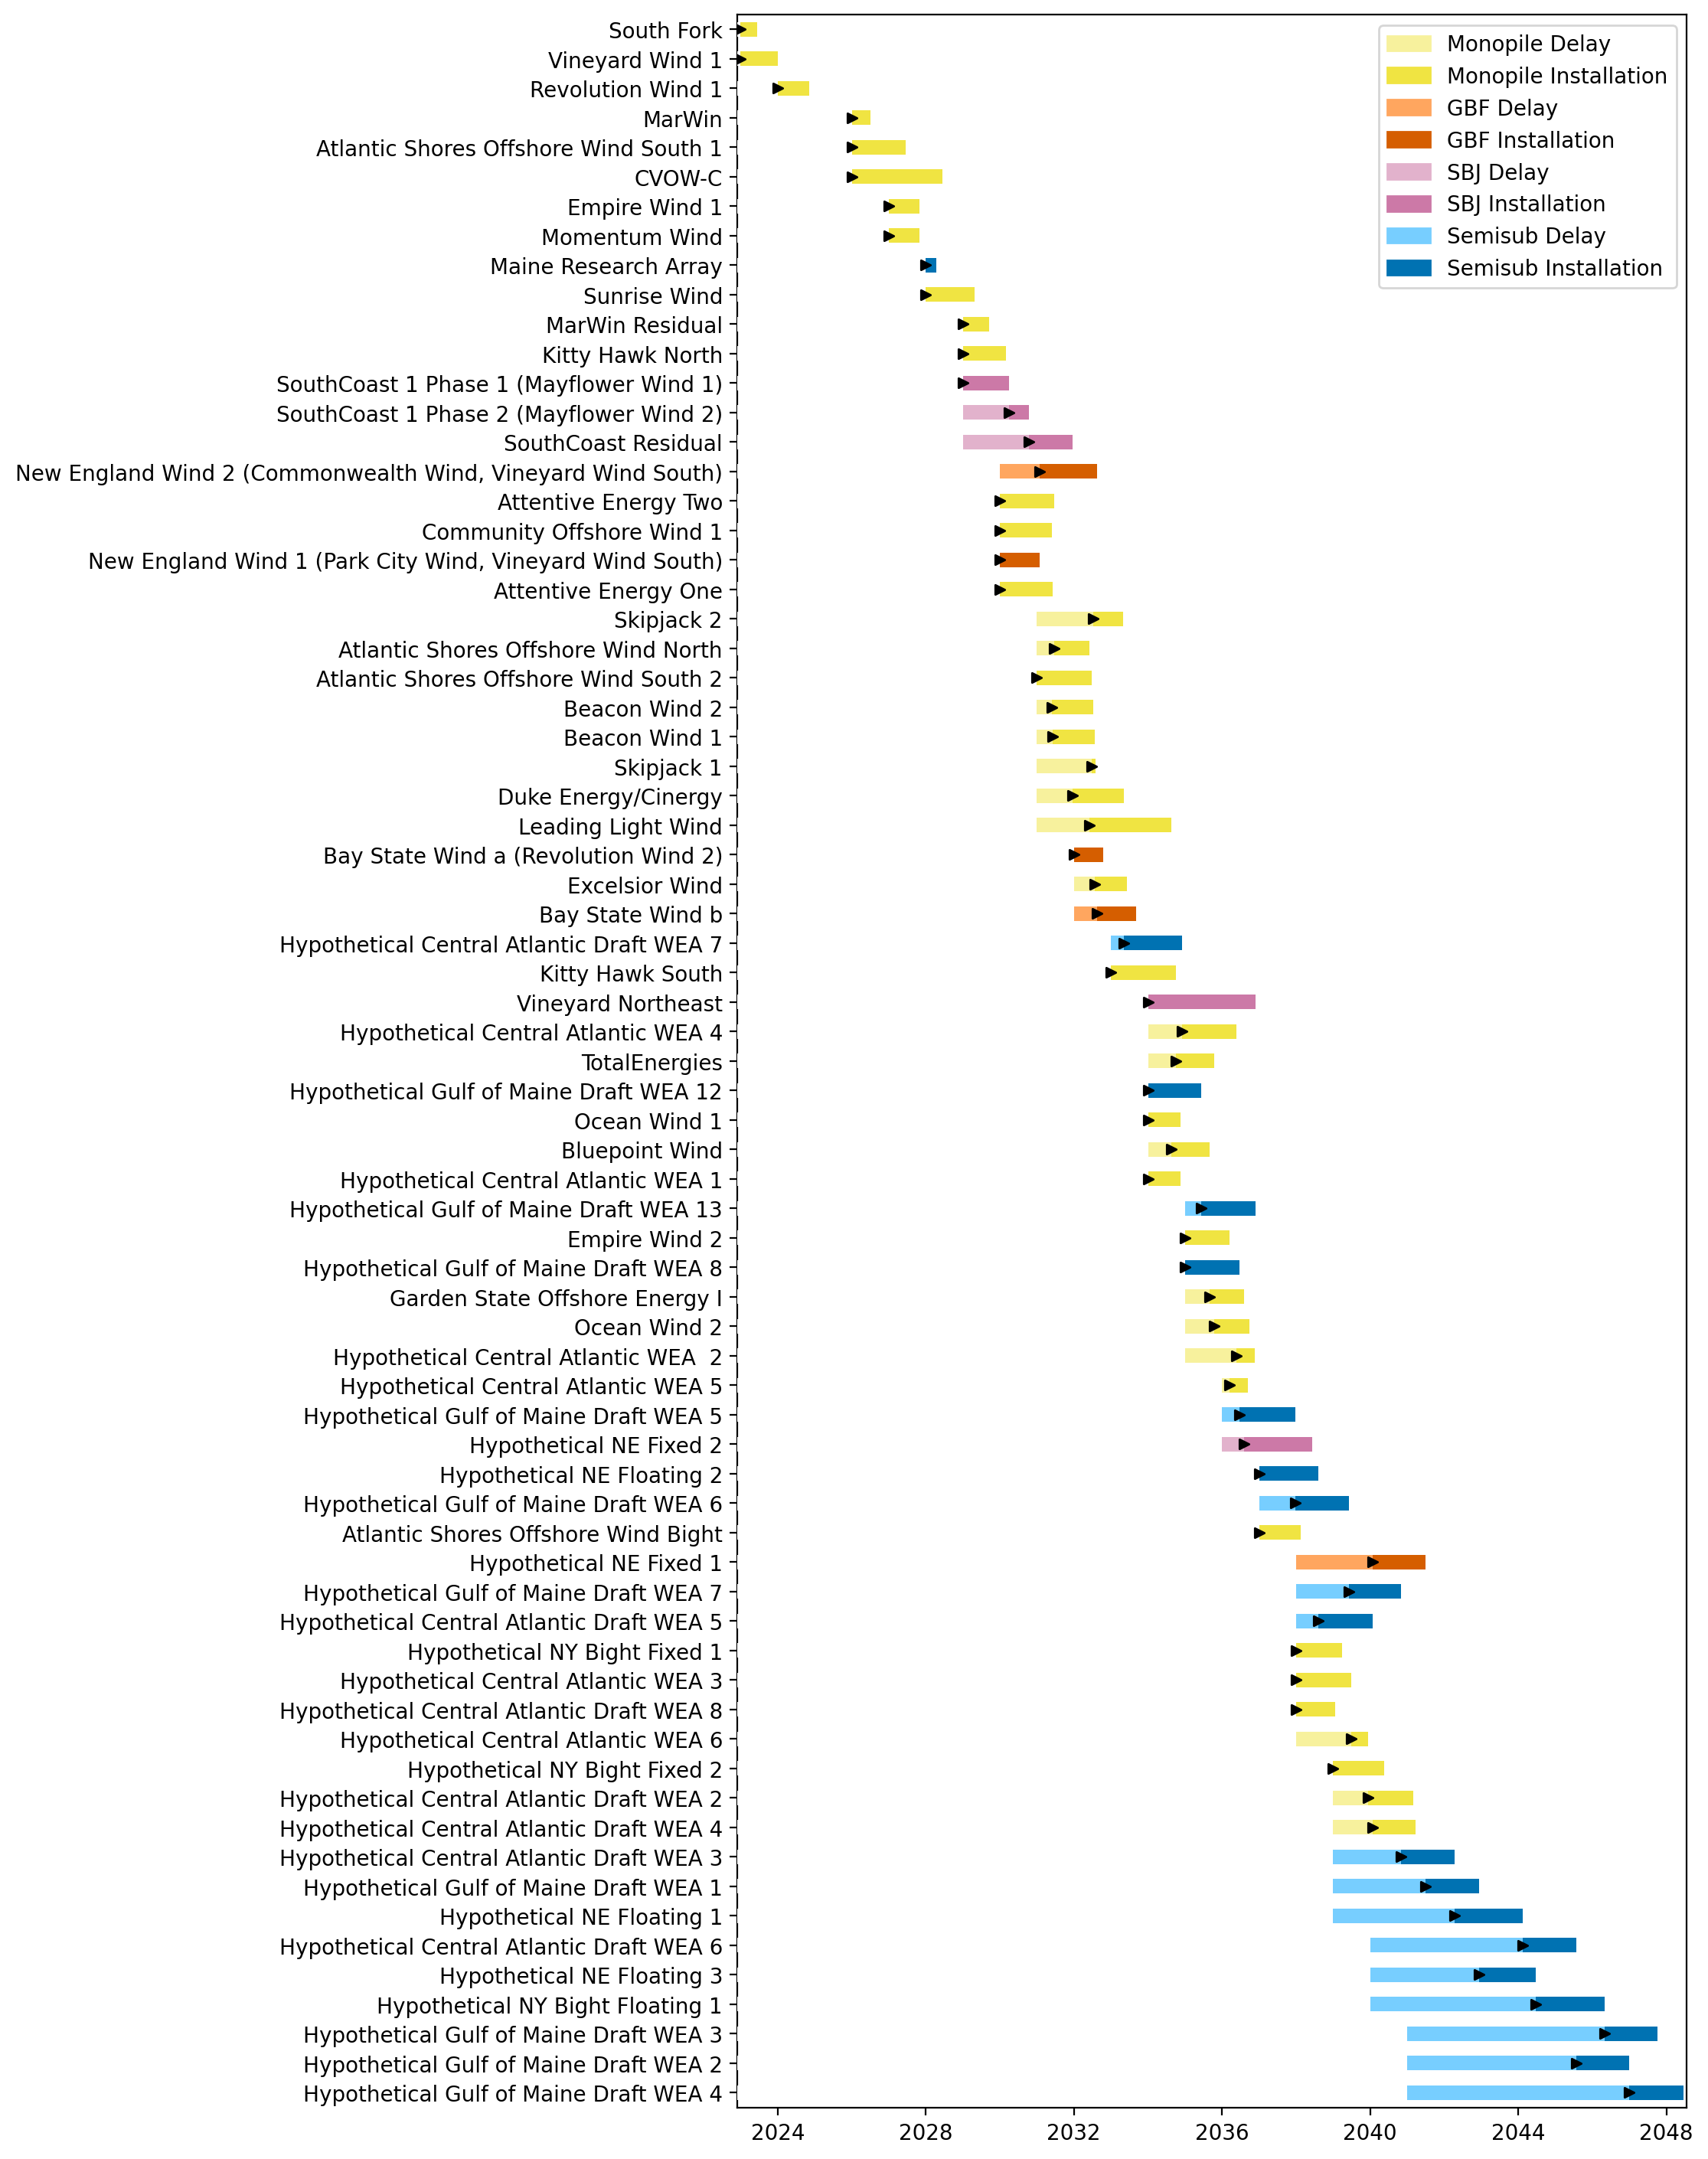 South Fork
Vineyard Wind 1
Revolution Wind 1
MarWin
Atlantic Shores Offshore Wind South 1
CVOW-C
Empire Wind 1
Momentum Wind
Maine Research Array
Sunrise Wind
MarWin Residual
Kitty Hawk North
SouthCoast 1 Phase 1 (Mayflower Wind 1)
SouthCoast 1 Phase 2 (Mayflower Wind 2)
SouthCoast Residual
New England Wind 2 (Commonwealth Wind, Vineyard Wind South)
Attentive Energy Two
Community Offshore Wind 1
New England Wind 1 (Park City Wind, Vineyard Wind South)
Attentive Energy One
Skipjack 2
Atlantic Shores Offshore Wind North
Atlantic Shores Offshore Wind South 2
Beacon Wind 2
Beacon Wind 1
Skipjack 1
Duke Energy/Cinergy
Leading Light Wind
Bay State Wind a (Revolution Wind 2)
Excelsior Wind
Bay State Wind b
Hypothetical Central Atlantic Draft WEA 7
Kitty Hawk South
Vineyard Northeast
Hypothetical Central Atlantic WEA 4
TotalEnergies
Hypothetical Gulf of Maine Draft WEA 12
Ocean Wind 1
Bluepoint Wind
Hypothetical Central Atlantic WEA 1
Hypothetical Gulf of Maine Draft WEA 13
Empire Wind 2
Hypothetical Gulf of Maine Draft WEA 8
Garden State Offshore Energy I
Ocean Wind 2
Hypothetical Central Atlantic WEA  2
Hypothetical Central Atlantic WEA 5
Hypothetical Gulf of Maine Draft WEA 5
Hypothetical NE Fixed 2
Hypothetical NE Floating 2
Hypothetical Gulf of Maine Draft WEA 6
Atlantic Shores Offshore Wind Bight
Hypothetical NE Fixed 1
Hypothetical Gulf of Maine Draft WEA 7
Hypothetical Central Atlantic Draft WEA 5
Hypothetical NY Bight Fixed 1
Hypothetical Central Atlantic WEA 3
Hypothetical Central Atlantic Draft WEA 8
Hypothetical Central Atlantic WEA 6
Hypothetical NY Bight Fixed 2
Hypothetical Central Atlantic Draft WEA 2
Hypothetical Central Atlantic Draft WEA 4
Hypothetical Central Atlantic Draft WEA 3
Hypothetical Gulf of Maine Draft WEA 1
Hypothetical NE Floating 1
Hypothetical Central Atlantic Draft WEA 6
Hypothetical NE Floating 3
Hypothetical NY Bight Floating 1
Hypothetical Gulf of Maine Draft WEA 3
Hypothetical Gulf of Maine Draft WEA 2
Hypothetical Gulf of Maine Draft WEA 4
Monopile Delay
Monopile Installation
GBF Delay
GBF Installation
SBJ Delay
SBJ Installation
Semisub Delay
Semisub Installation
2024 2028 2032 2036 2040 2044 2048